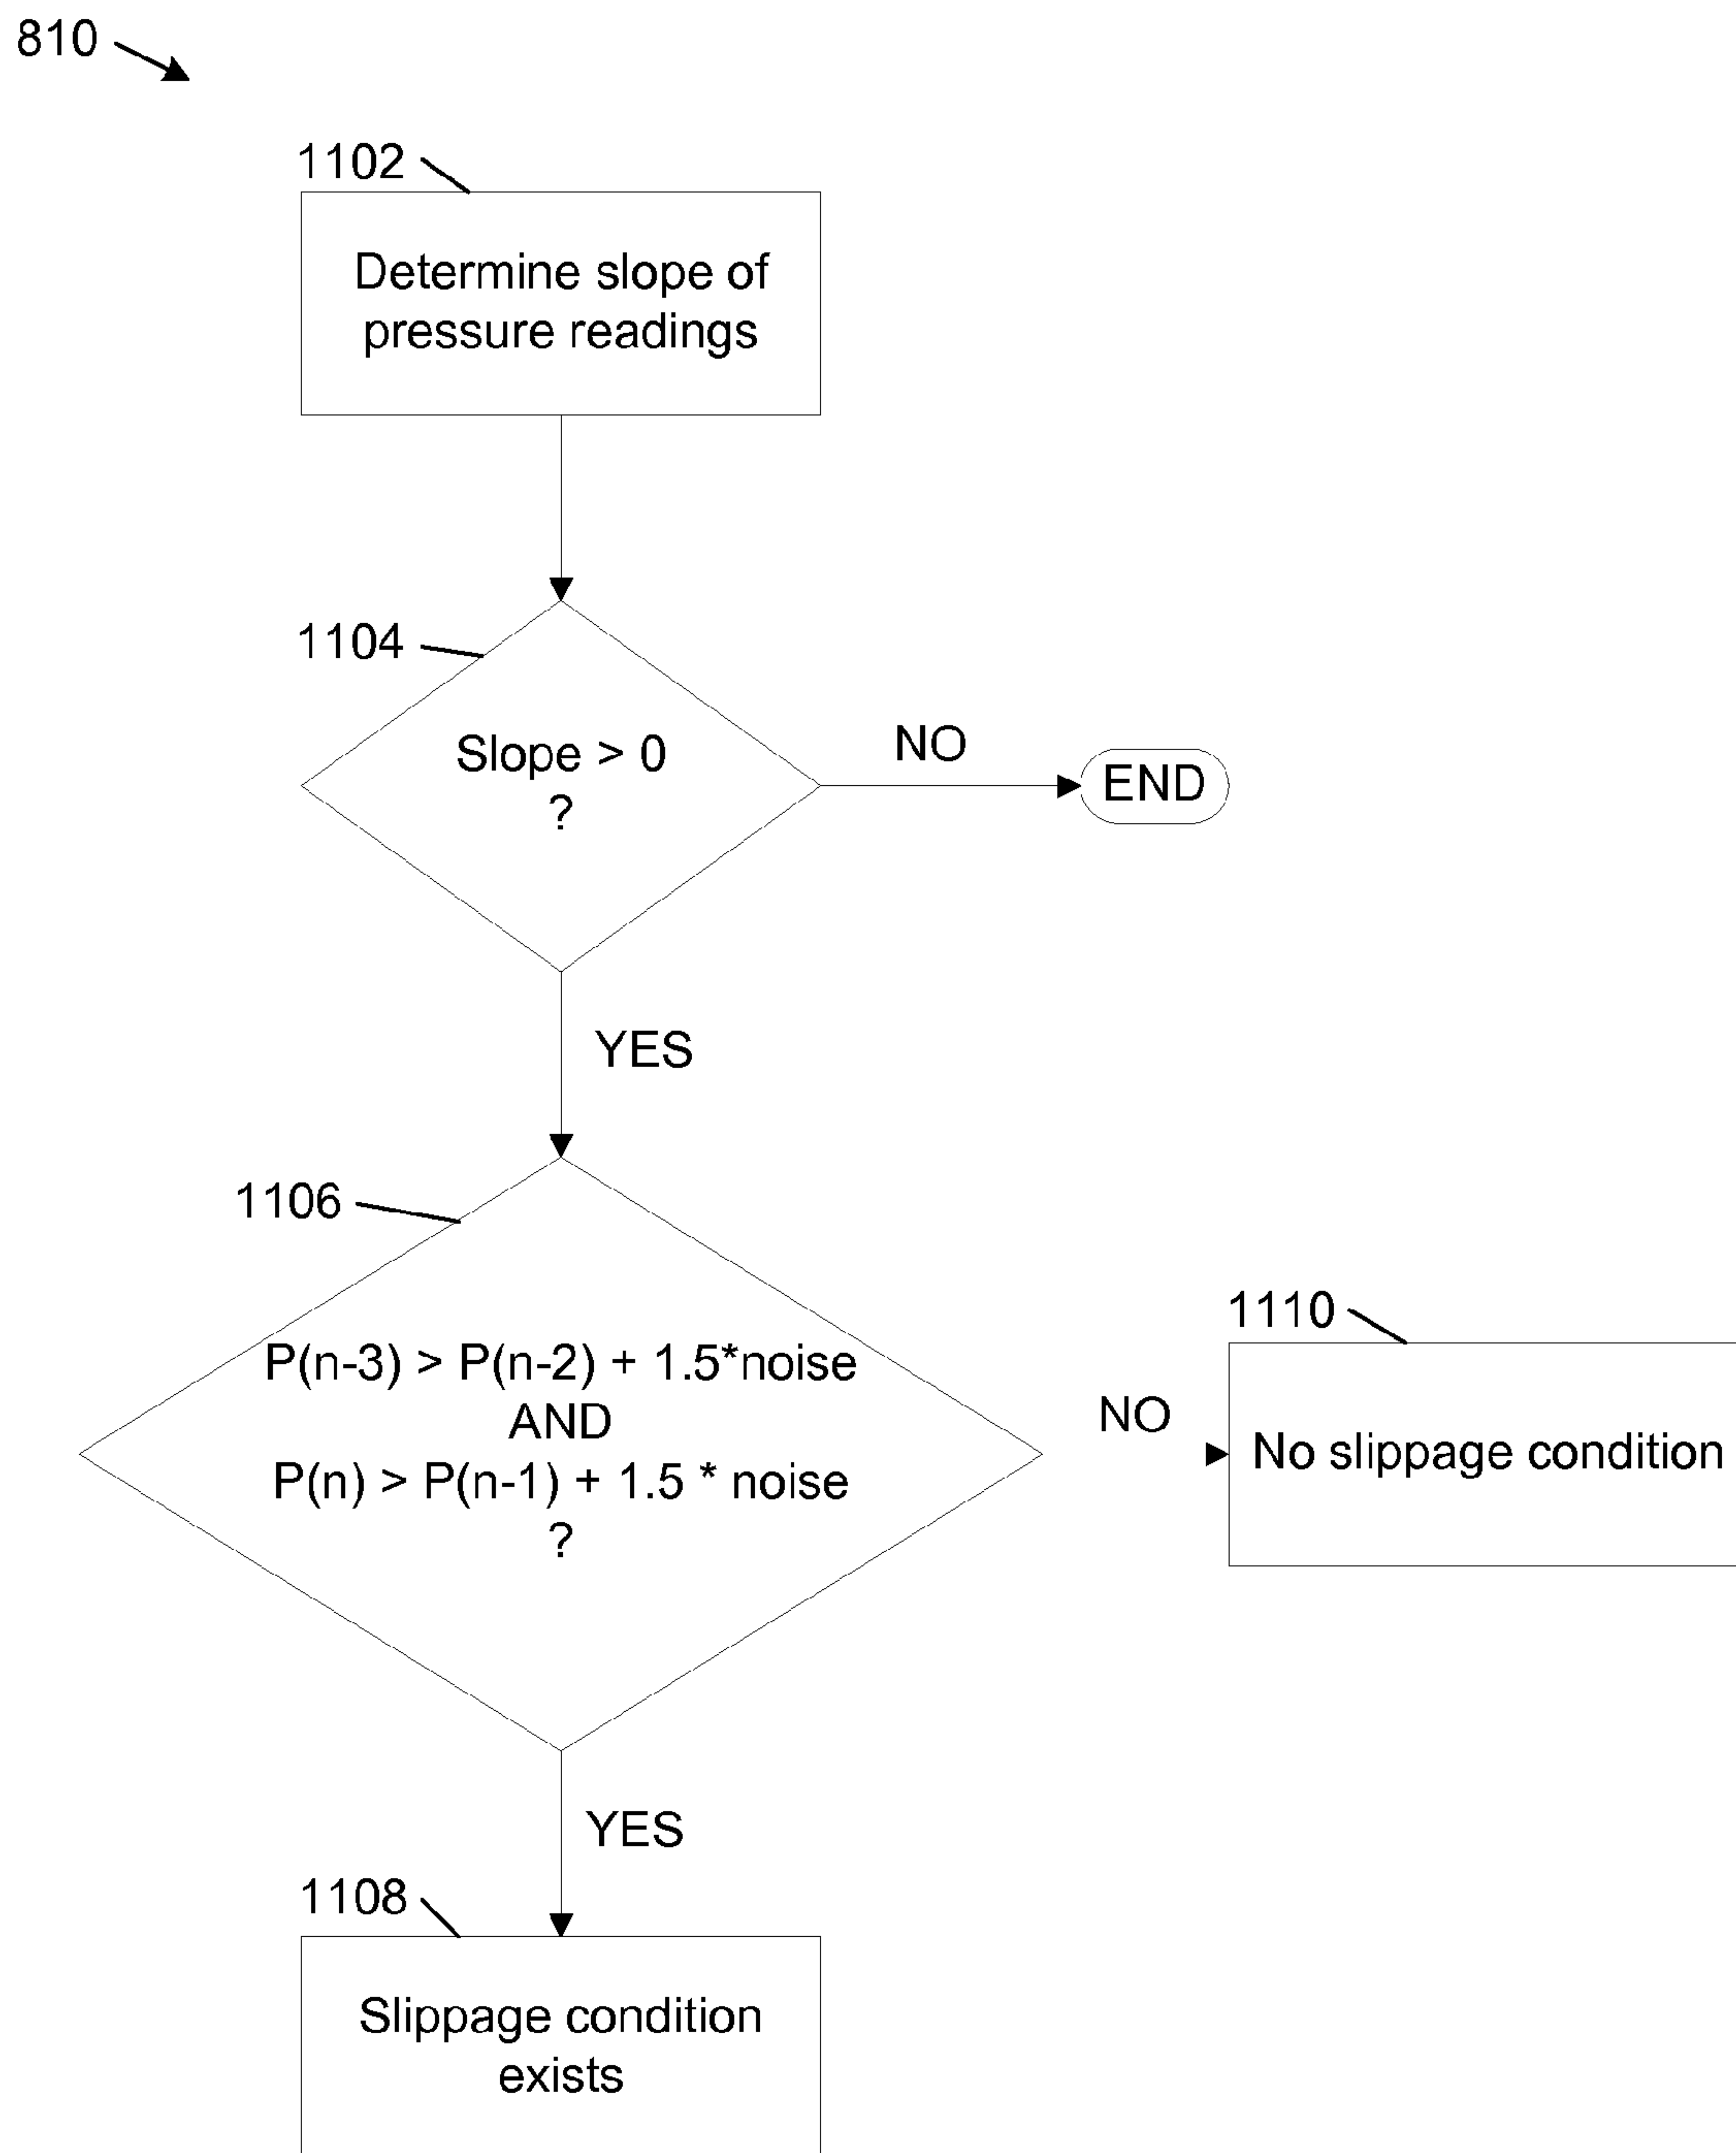 810
1102
Determine slope of
pressure readings
1104
Slope > 0
?
NO
END
YES
1106
P(n-3) > P(n-2) + 1.5*noise
AND
P(n) > P(n-1) + 1.5 * noise
?
NO
1110
No slippage condition
YES
1108
Slippage condition
exists